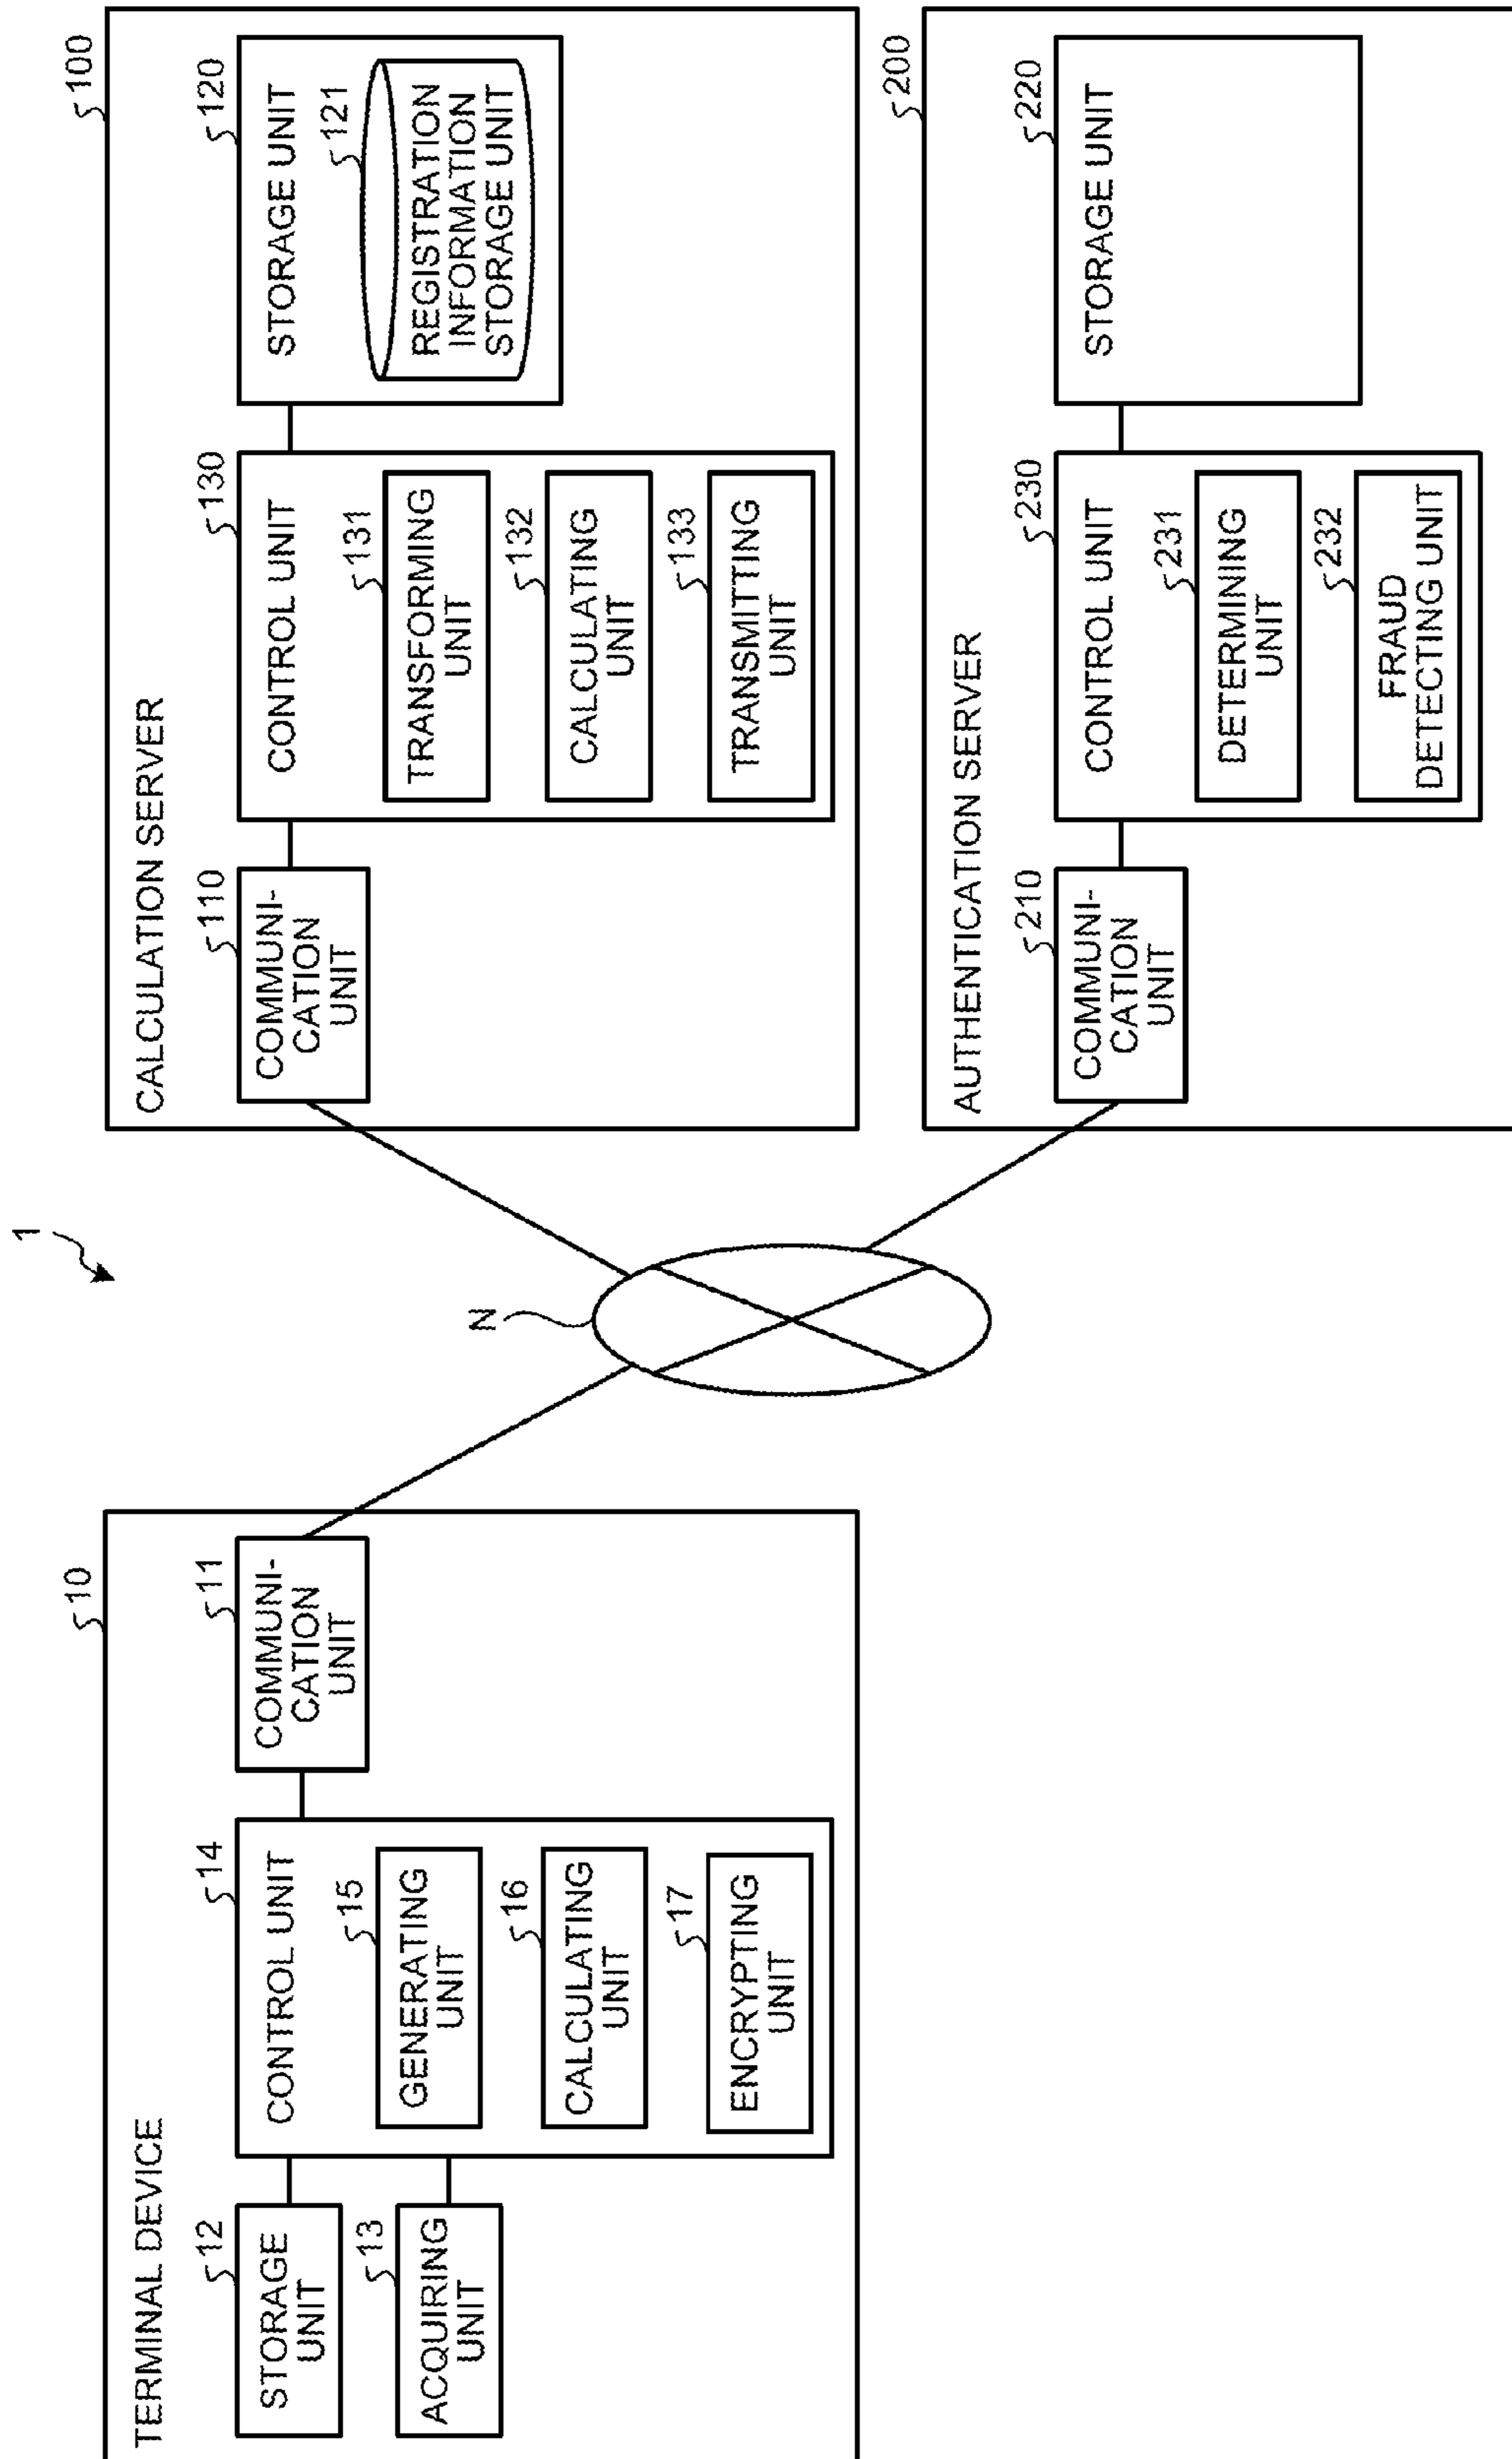 1
TERMINAL DEVICE
10
STORAGE
UNIT
12
ACQUIRING
UNIT
13
CONTROL UNIT
14
GENERATING
UNIT
15
CALCULATING
UNIT
16
ENCRYPTING
UNIT
17
COMMUNI-
CATION
UNIT
11
N
CALCULATION SERVER
100
COMMUNI-
CATION
UNIT
110
CONTROL UNIT
130
TRANSFORMING
UNIT
131
CALCULATING
UNIT
132
TRANSMITTING
UNIT
133
STORAGE UNIT
120
121
REGISTRATION
INFORMATION
STORAGE UNIT
AUTHENTICATION SERVER
200
COMMUNI-
CATION
UNIT
210
CONTROL UNIT
230
DETERMINING
UNIT
231
FRAUD
DETECTING UNIT
232
STORAGE UNIT
220